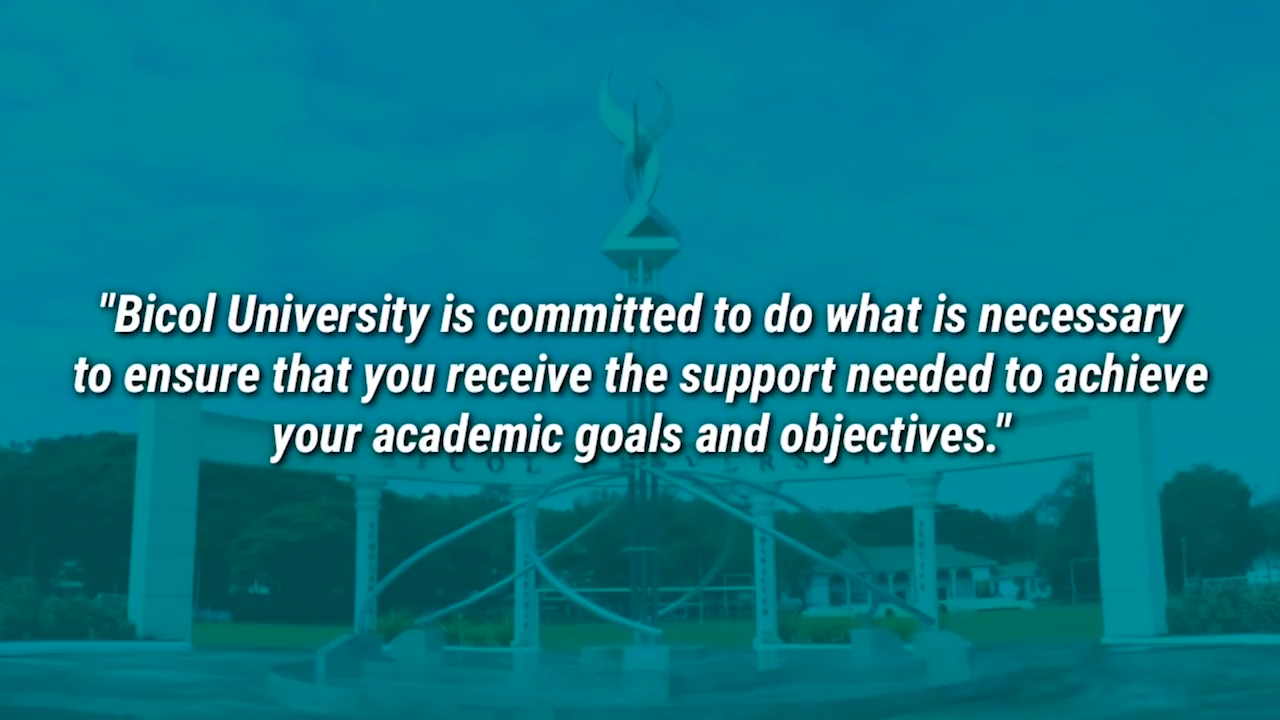 "Bicol University is committed to do what is necessary
to ensure that you receive the support needed to achieve
your academic goals and objectives."